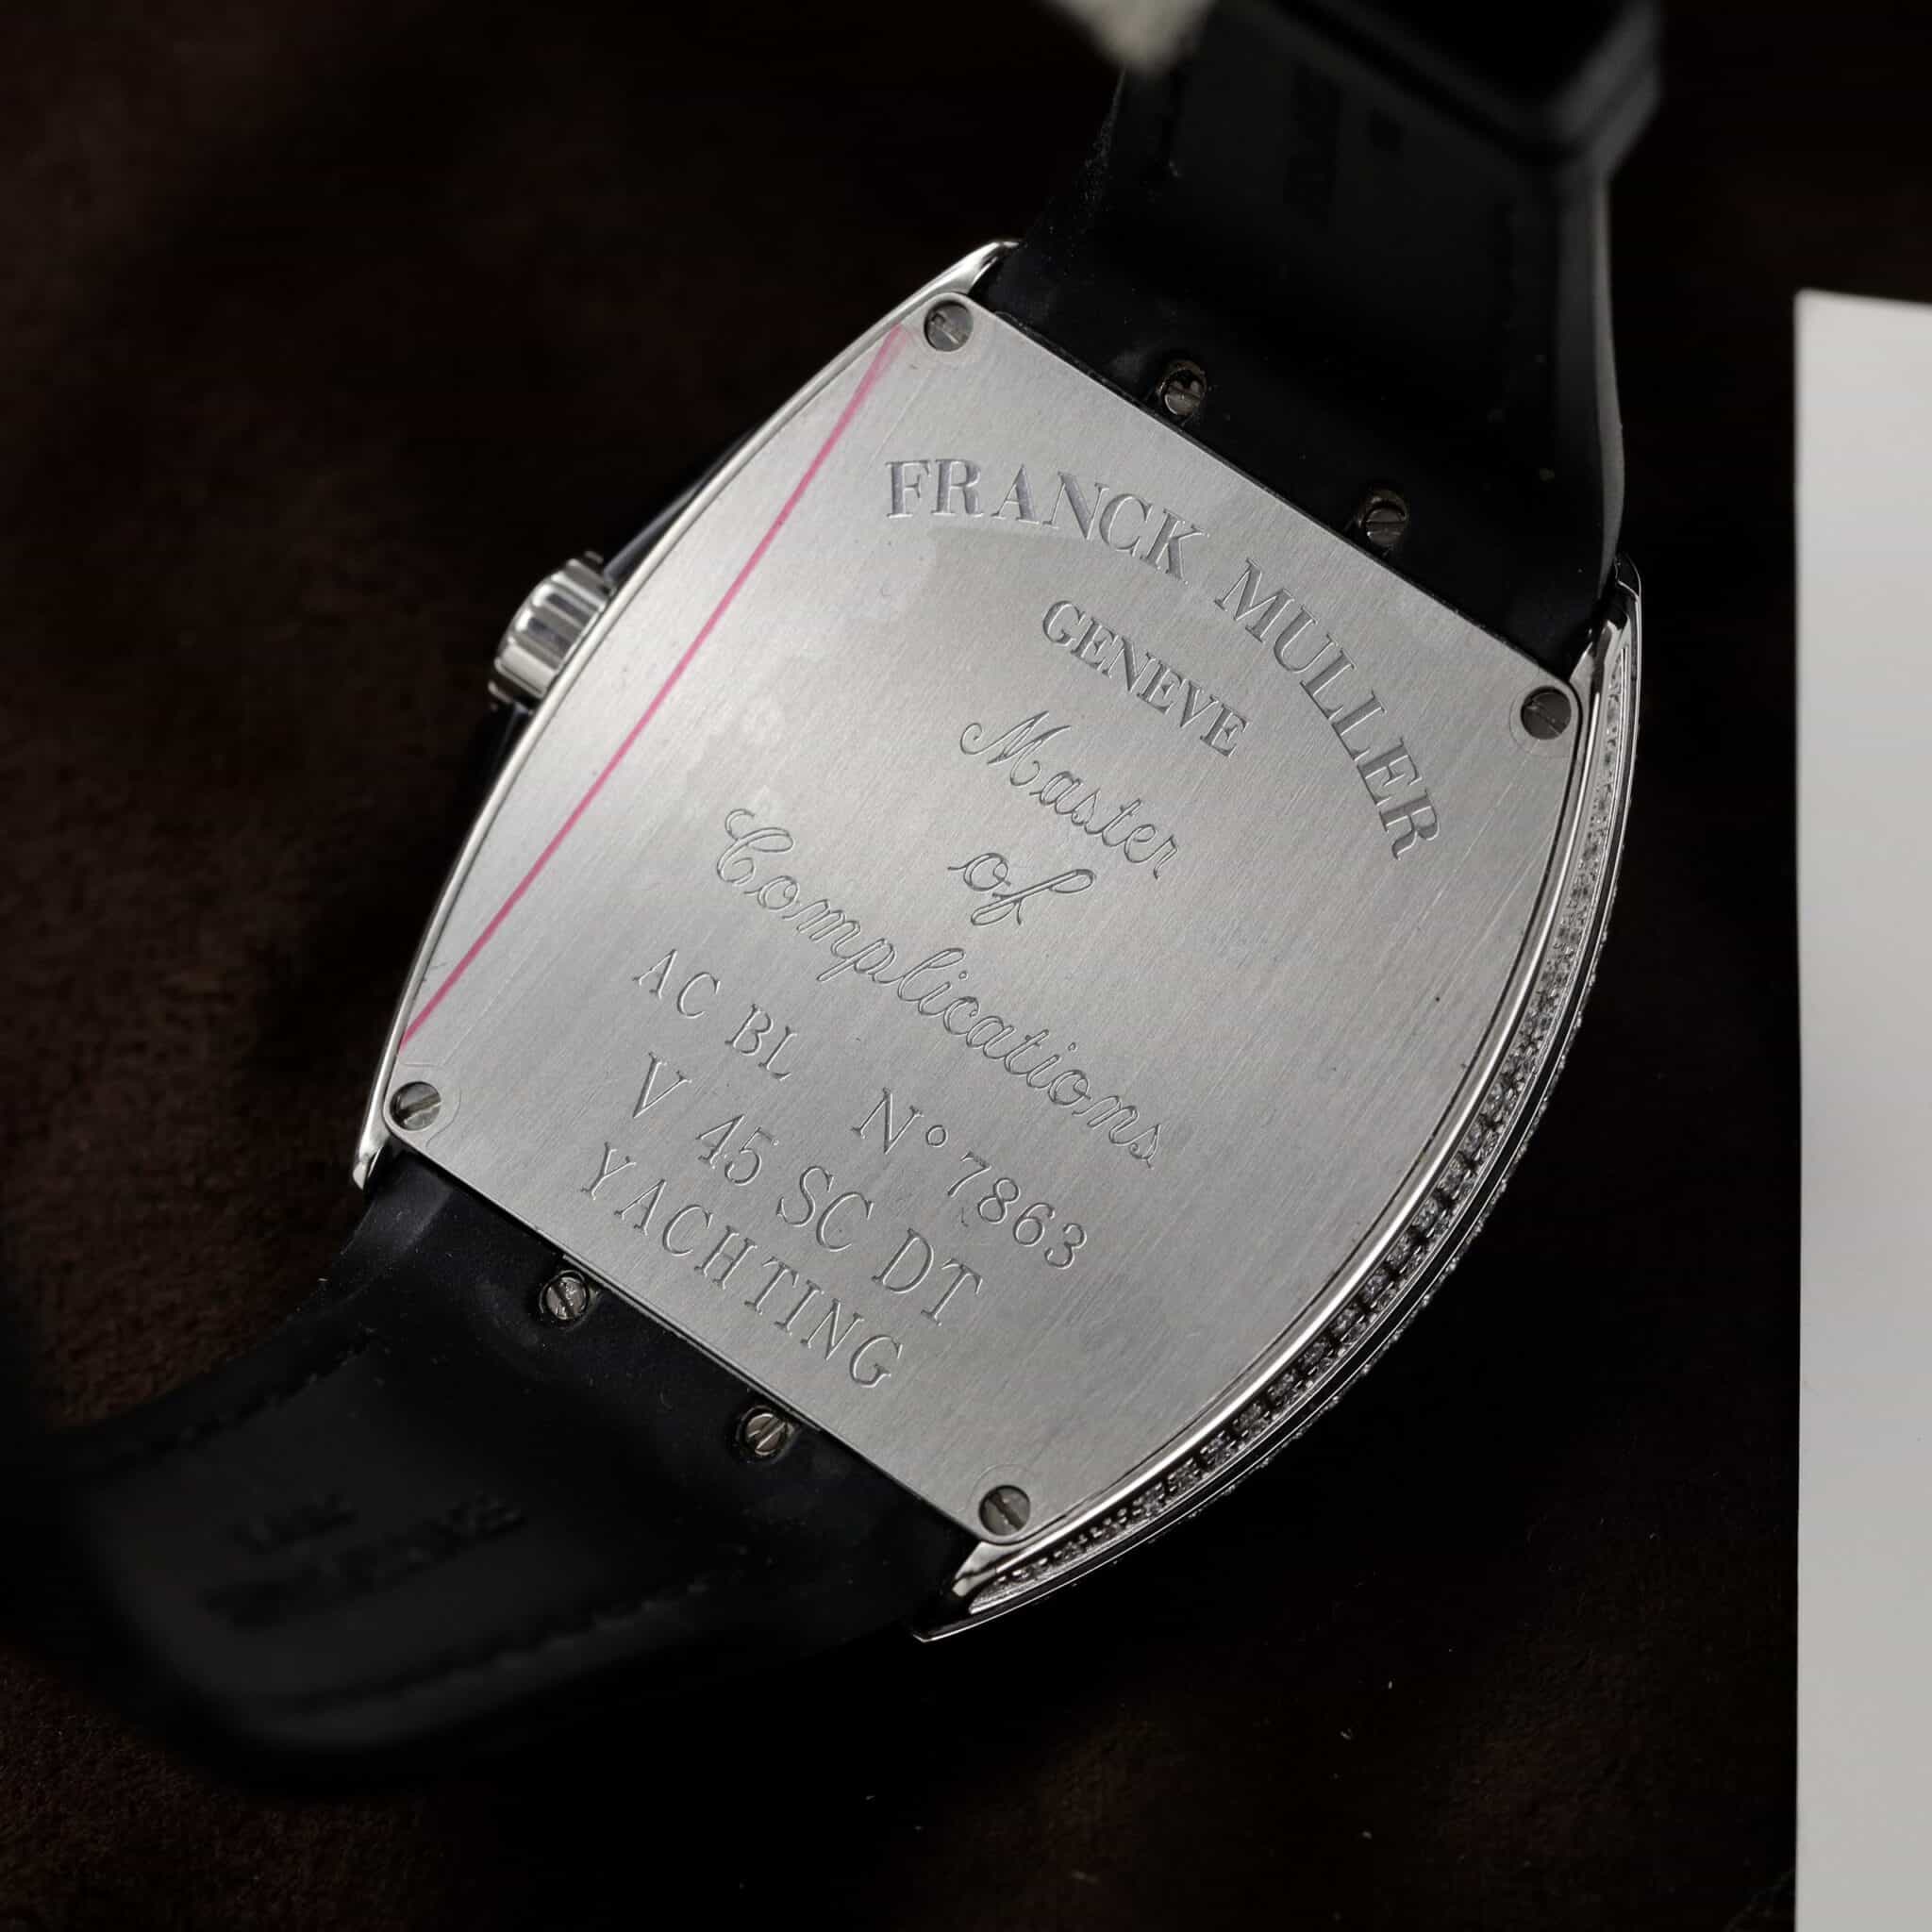 FRANCK MULLER
GENEVE
Master
of
Complications
AC BL N° 7863
V 45 SC DT
YACHTING